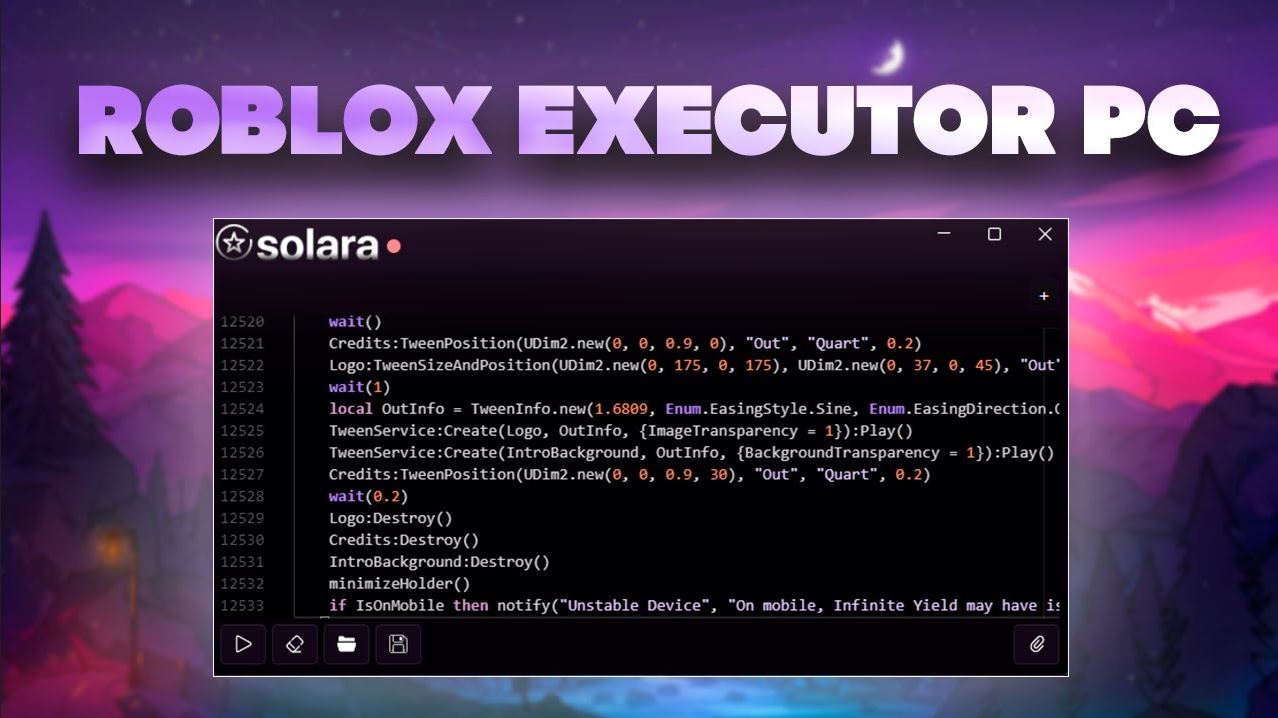 ROBLOX EXECUTOR PC
solara
+
12520 wait()
12521 Credits:TweenPosition(UDim2.new(0, 0, 0.9, 0), "Out", "Quart", 0.2)
12522 Logo:TweenSizeAndPosition(UDim2.new(0, 175, 0, 175), UDim2.new(0, 37, 0, 45), "Out"
12523 wait(1)
12524 local OutInfo = TweenInfo.new(1.6809, Enum.EasingStyle.Sine, Enum.EasingDirection.
12525 TweenService:Create(Logo, OutInfo, {ImageTransparency = 1}):Play()
12526 TweenService:Create(IntroBackground, OutInfo, {BackgroundTransparency = 1}):Play()
12527 Credits:TweenPosition(UDim2.new(0, 0, 0.9, 30), "Out", "Quart", 0.2)
12528 wait(0.2)
12529 Logo:Destroy()
12530 Credits:Destroy()
12531 IntroBackground:Destroy()
12532 minimizeHolder()
12533 if IsOnMobile then notify("Unstable Device", "On mobile, Infinite Yield may have is